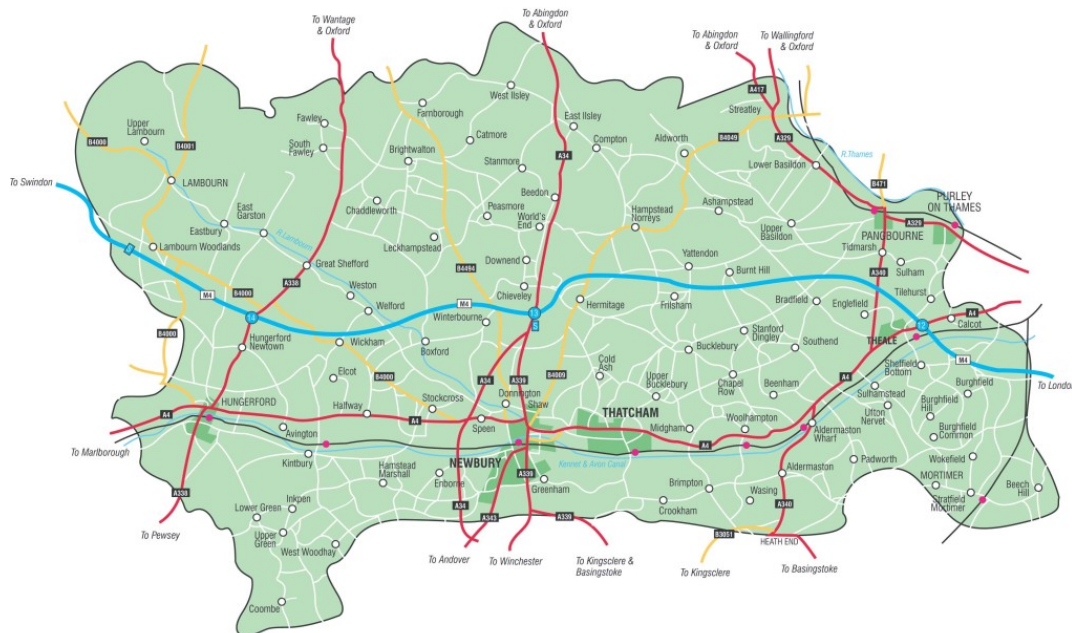 To Wantage
& Oxford
To Abingdon
& Oxford
To Abingdon
& Oxford
To Wallingford
& Oxford
A417
West Ilsley
Farnborough
Streatley
Upper
Lambourn
Fawley
East Ilsley
B4000
B4001
South
Fawley
Catmore
Compton
Aldworth
B4049
A329
Brightwalton
A34
R.Thames
Stanmore
Lower Basildon
To Swindon
LAMBOURN
B471
Beedon
PURLEY
ON THAMES
Chaddleworth
Peasmore
World's
End
Hampstead
Norreys
Ashampstead
A329
East
Garston
Eastbury
R.Lambourn
Upper
Basildon
PANGBOURNE
Leckhampstead
Lambourn Woodlands
Tidmarsh
Downend
Yattendon
Great Shefford
B4494
Burnt Hill
Sulham
A338
A340
Chieveley
Weston
B4000
M4
M4
Hermitage
Frilsham
Bradfield
Englefield
Tilehurst
Welford
14
13
Winterbourne
S
12
A4
Calcot
B4000
Stanford
Dingley
Hungerford
Newtown
Wickham
Boxford
Bucklebury
Southend
THEALE
M4
Cold
Ash
Sheffield
Bottom
Elcot
B4000
A34
A339
B4009
Upper
Bucklebury
Chapel
Row
Beenham
A4
To London
Burghfield
Donnington
Sulhamstead
HUNGERFORD
Halfway
Stockcross
Shaw
THATCHAM
Ufton
Nervet
Burghfield
Hill
A4
A4
Speen
Midgham
Woolhampton
Aldermaston
Wharf
Avington
Burghfield
Common
A4
To Marlborough
Kintbury
Hamstead
Marshall
NEWBURY
Kennet & Avon Canal
Padworth
Wokefield
Enborne
A339
Greenham
Aldermaston
MORTIMER
Brimpton
Beech
Hill
A338
Inkpen
Wasing
Stratfield
Mortimer
Lower Green
A34
A343
A339
Crookham
A340
To Pewsey
Upper
Green
B3051
HEATH END
West Woodhay
To Andover
To Winchester
To Kingsclere &
Basingstoke
To Kingsclere
To Basingstoke
Coombe